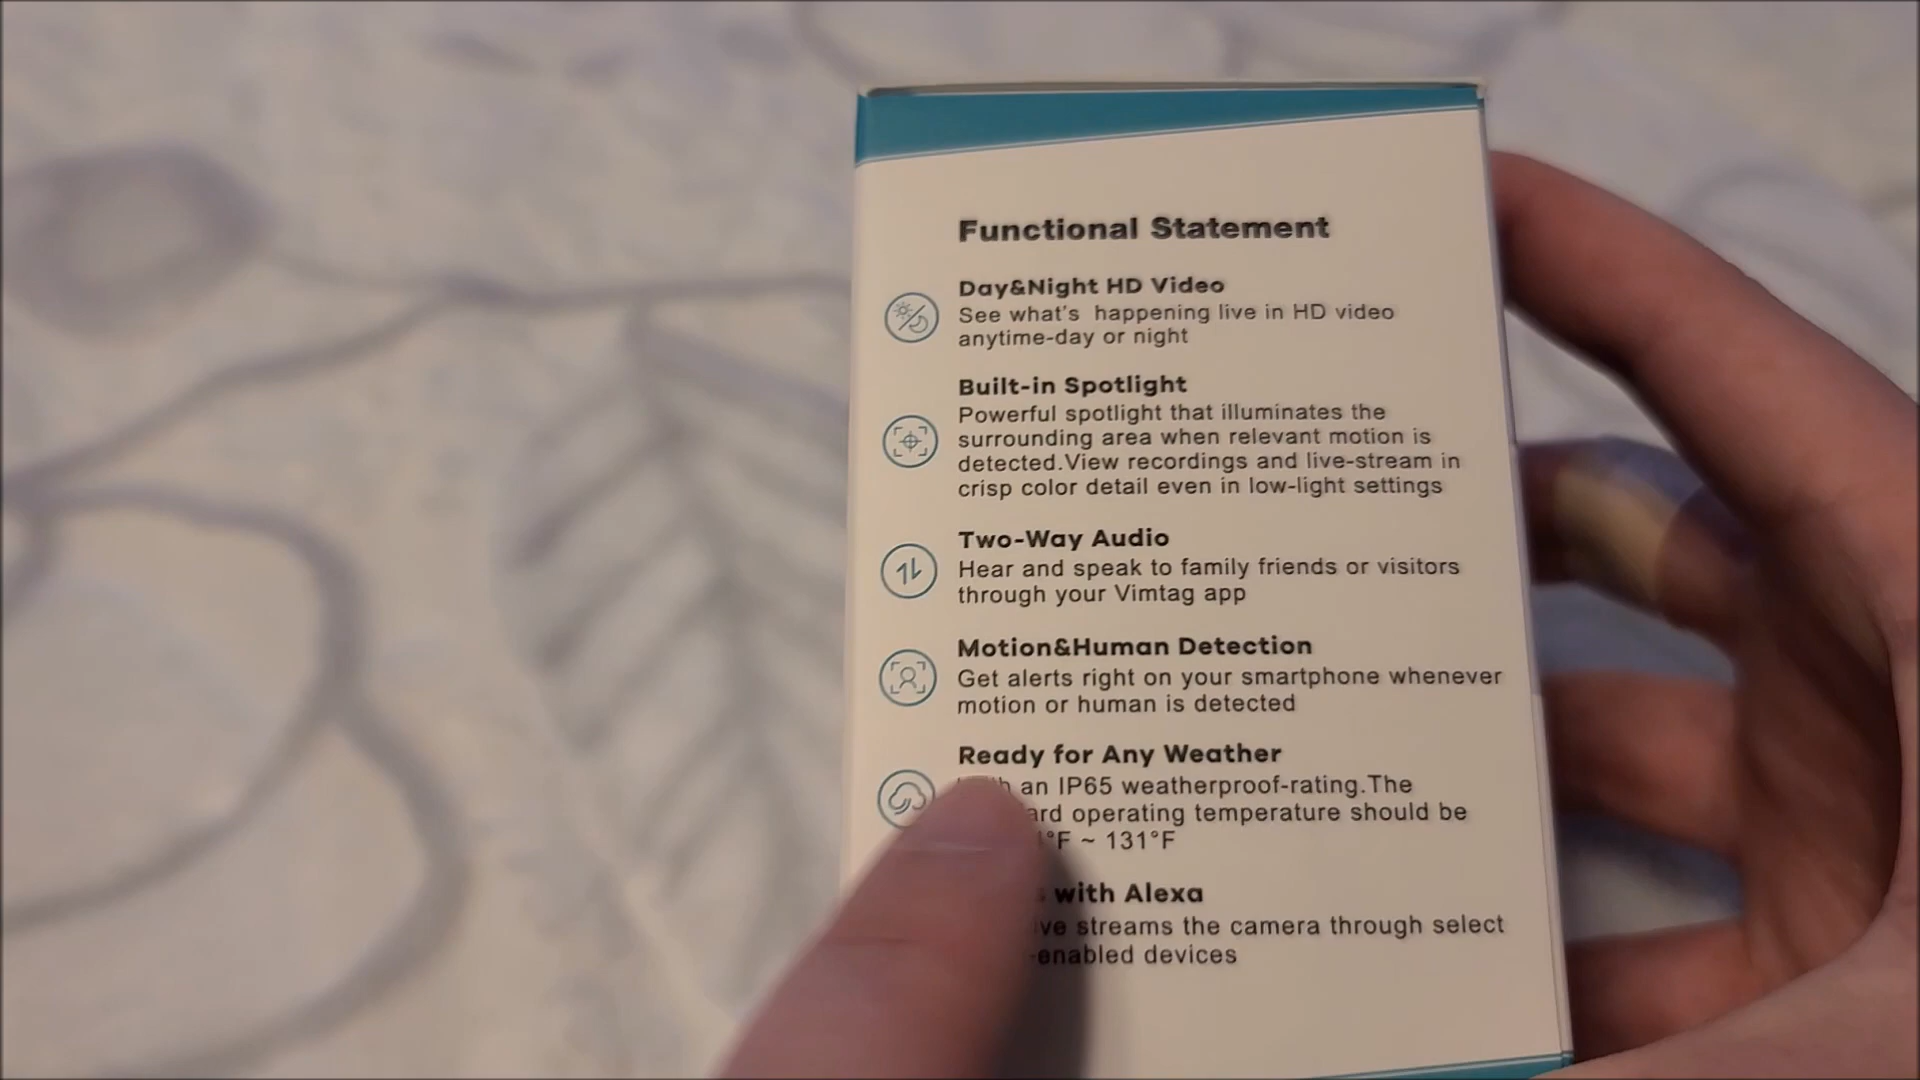 Functional Statement
Day&Night HD Video
See what's happening live in HD video
anytime-day or night
Built-in Spotlight
Powerful spotlight that illuminates the
surrounding area when relevant motion is
detected.View recordings and live-stream in
crisp color detail even in low-light settings
Two-Way Audio
Hear and speak to family friends or visitors
through your Vimtag app
Motion&Human Detection
Get alerts right on your smartphone whenever
motion or human is detected
Ready for Any Weather
an IP65 weatherproof-rating.The
operating temperature should be
~ 131°F
with Alexa
streams the camera through select
-enabled devices